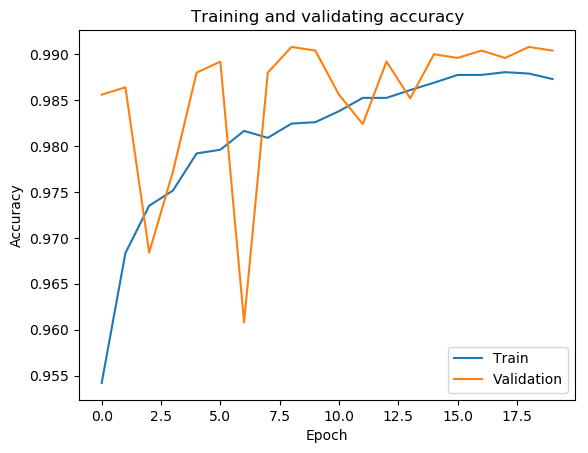 Training and validating accuracy
0.990
0.985
0.980
0.975
0.970
0.965
0.960
0.955
Accuracy
Train
Validation
0.0 2.5 5.0 7.5 10.0 12.5 15.0 17.5
Epoch